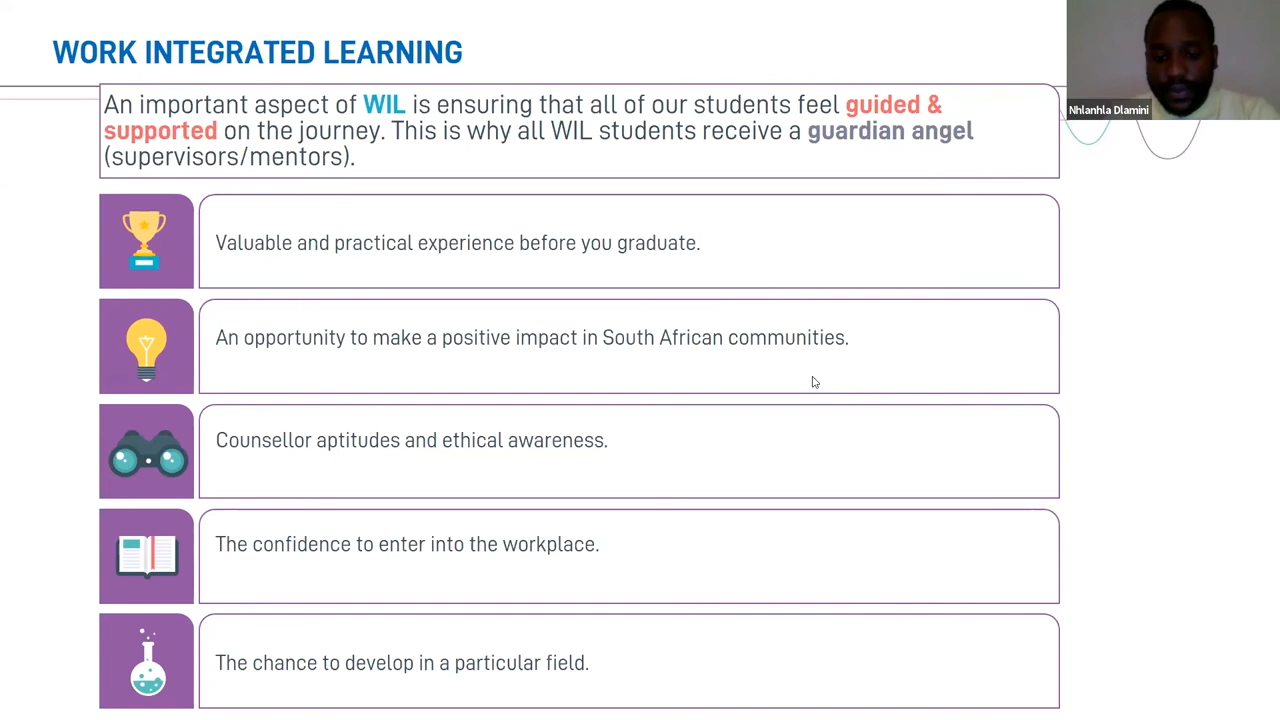 WORK INTEGRATED LEARNING
Nhlanhla Dlamini
An important aspect of WIL is ensuring that all of our students feel guided &
supported on the journey. This is why all WIL students receive a guardian angel
(supervisors/mentors).
Valuable and practical experience before you graduate.
An opportunity to make a positive impact in South African communities.
Counsellor aptitudes and ethical awareness.
The confidence to enter into the workplace.
The chance to develop in a particular field.